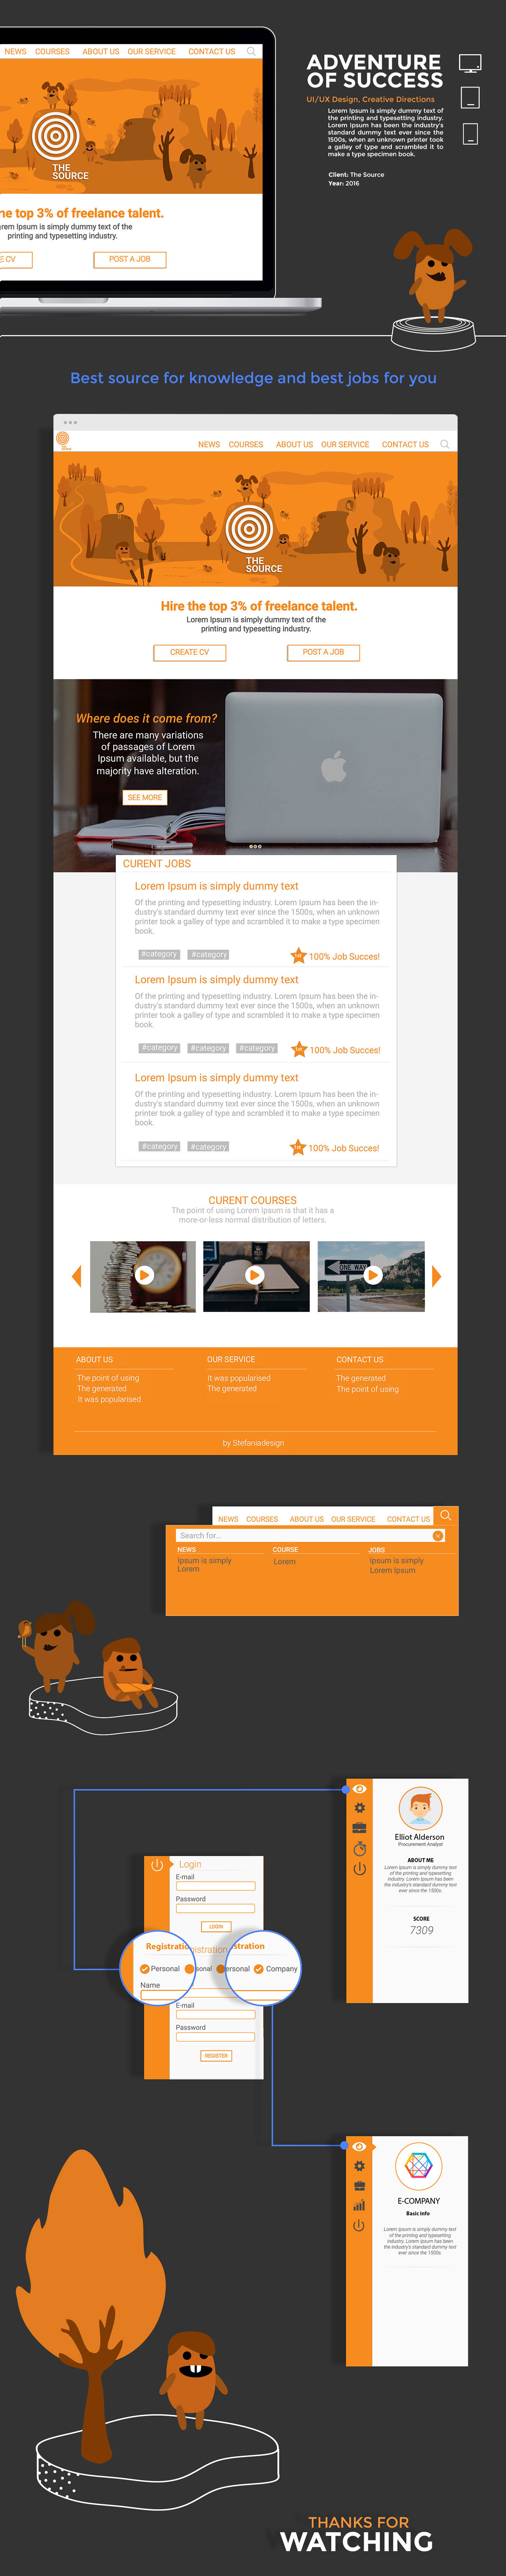 NEWS COURSES ABOUT US OUR SERVICE CONTACT US
THE
SOURCE
he top 3% of freelance talent.
rem Ipsum is simply dummy text of the
printing and typesetting industry.
E CV POST A JOB
ADVENTURE
OF SUCCESS
UI/UX Design, Creative Directions
Lorem Ipsum is simply dummy text of
the printing and typesetting industry.
Lorem Ipsum has been the industry's
standard dummy text ever since the
1500s, when an unknown printer took
a galley of type and scrambled it to
make a type specimen book.
Client: The Source
Year: 2016
Best source for knowledge and best jobs for you
NEWS COURSES ABOUT US OUR SERVICE CONTACT US
THE
SOURCE
Hire the top 3% of freelance talent.
Lorem Ipsum is simply dummy text of the
printing and typesetting industry.
CREATE CV POST A JOB
Where does it come from?
There are many variations
of passages of Lorem
Ipsum available, but the
majority have alteration.
SEE MORE
CURENT JOBS
Lorem Ipsum is simply dummy text
Of the printing and typesetting industry. Lorem Ipsum has been the in-
dustry's standard dummy text ever since the 1500s, when an unknown
printer took a galley of type and scrambled it to make a type specimen
book.
#category #category 100% Job Succes!
Lorem Ipsum is simply dummy text
Of the printing and typesetting industry. Lorem Ipsum has been the in-
dustry's standard dummy text ever since the 1500s, when an unknown
printer took a galley of type and scrambled it to make a type specimen
book.
#category #category #category 100% Job Succes!
Lorem Ipsum is simply dummy text
Of the printing and typesetting industry. Lorem Ipsum has been the in-
dustry's standard dummy text ever since the 1500s, when an unknown
printer took a galley of type and scrambled it to make a type specimen
book.
#category #category 100% Job Succes!
CURENT COURSES
The point of using Lorem Ipsum is that it has a
more-or-less normal distribution of letters.
ONE WAY
ABOUT US OUR SERVICE CONTACT US
The point of using It was popularised The generated
The generated The generated The point of using
It was popularised
by Stefaniadesign
NEWS COURSES ABOUT US OUR SERVICE CONTACT US
Search for...
NEWS COURSE JOBS
Ipsum is simply Lorem Ipsum is simply
Lorem Lorem Ipsum
Elliot Alderson
Procurement Analyst
ABOUT ME
Lorem Ipsum is simply dummy text
of the printing and typesetting
industry. Lorem Ipsum has been
the industry's standard dummy text
ever since the 1500s.
SCORE
7309
Login
E-mail
Password
LOGIN
Registratio gistration stration
Personal sonal ersonal Company
Name
E-mail
Password
REGISTER
E-COMPANY
Basic info
Lorem Ipsum is simply dummy text
of the printing and typesetting
industry. Lorem Ipsum has been
the industry's standard dummy text
ever since the 1500s.
THANKS FOR
WATCHING